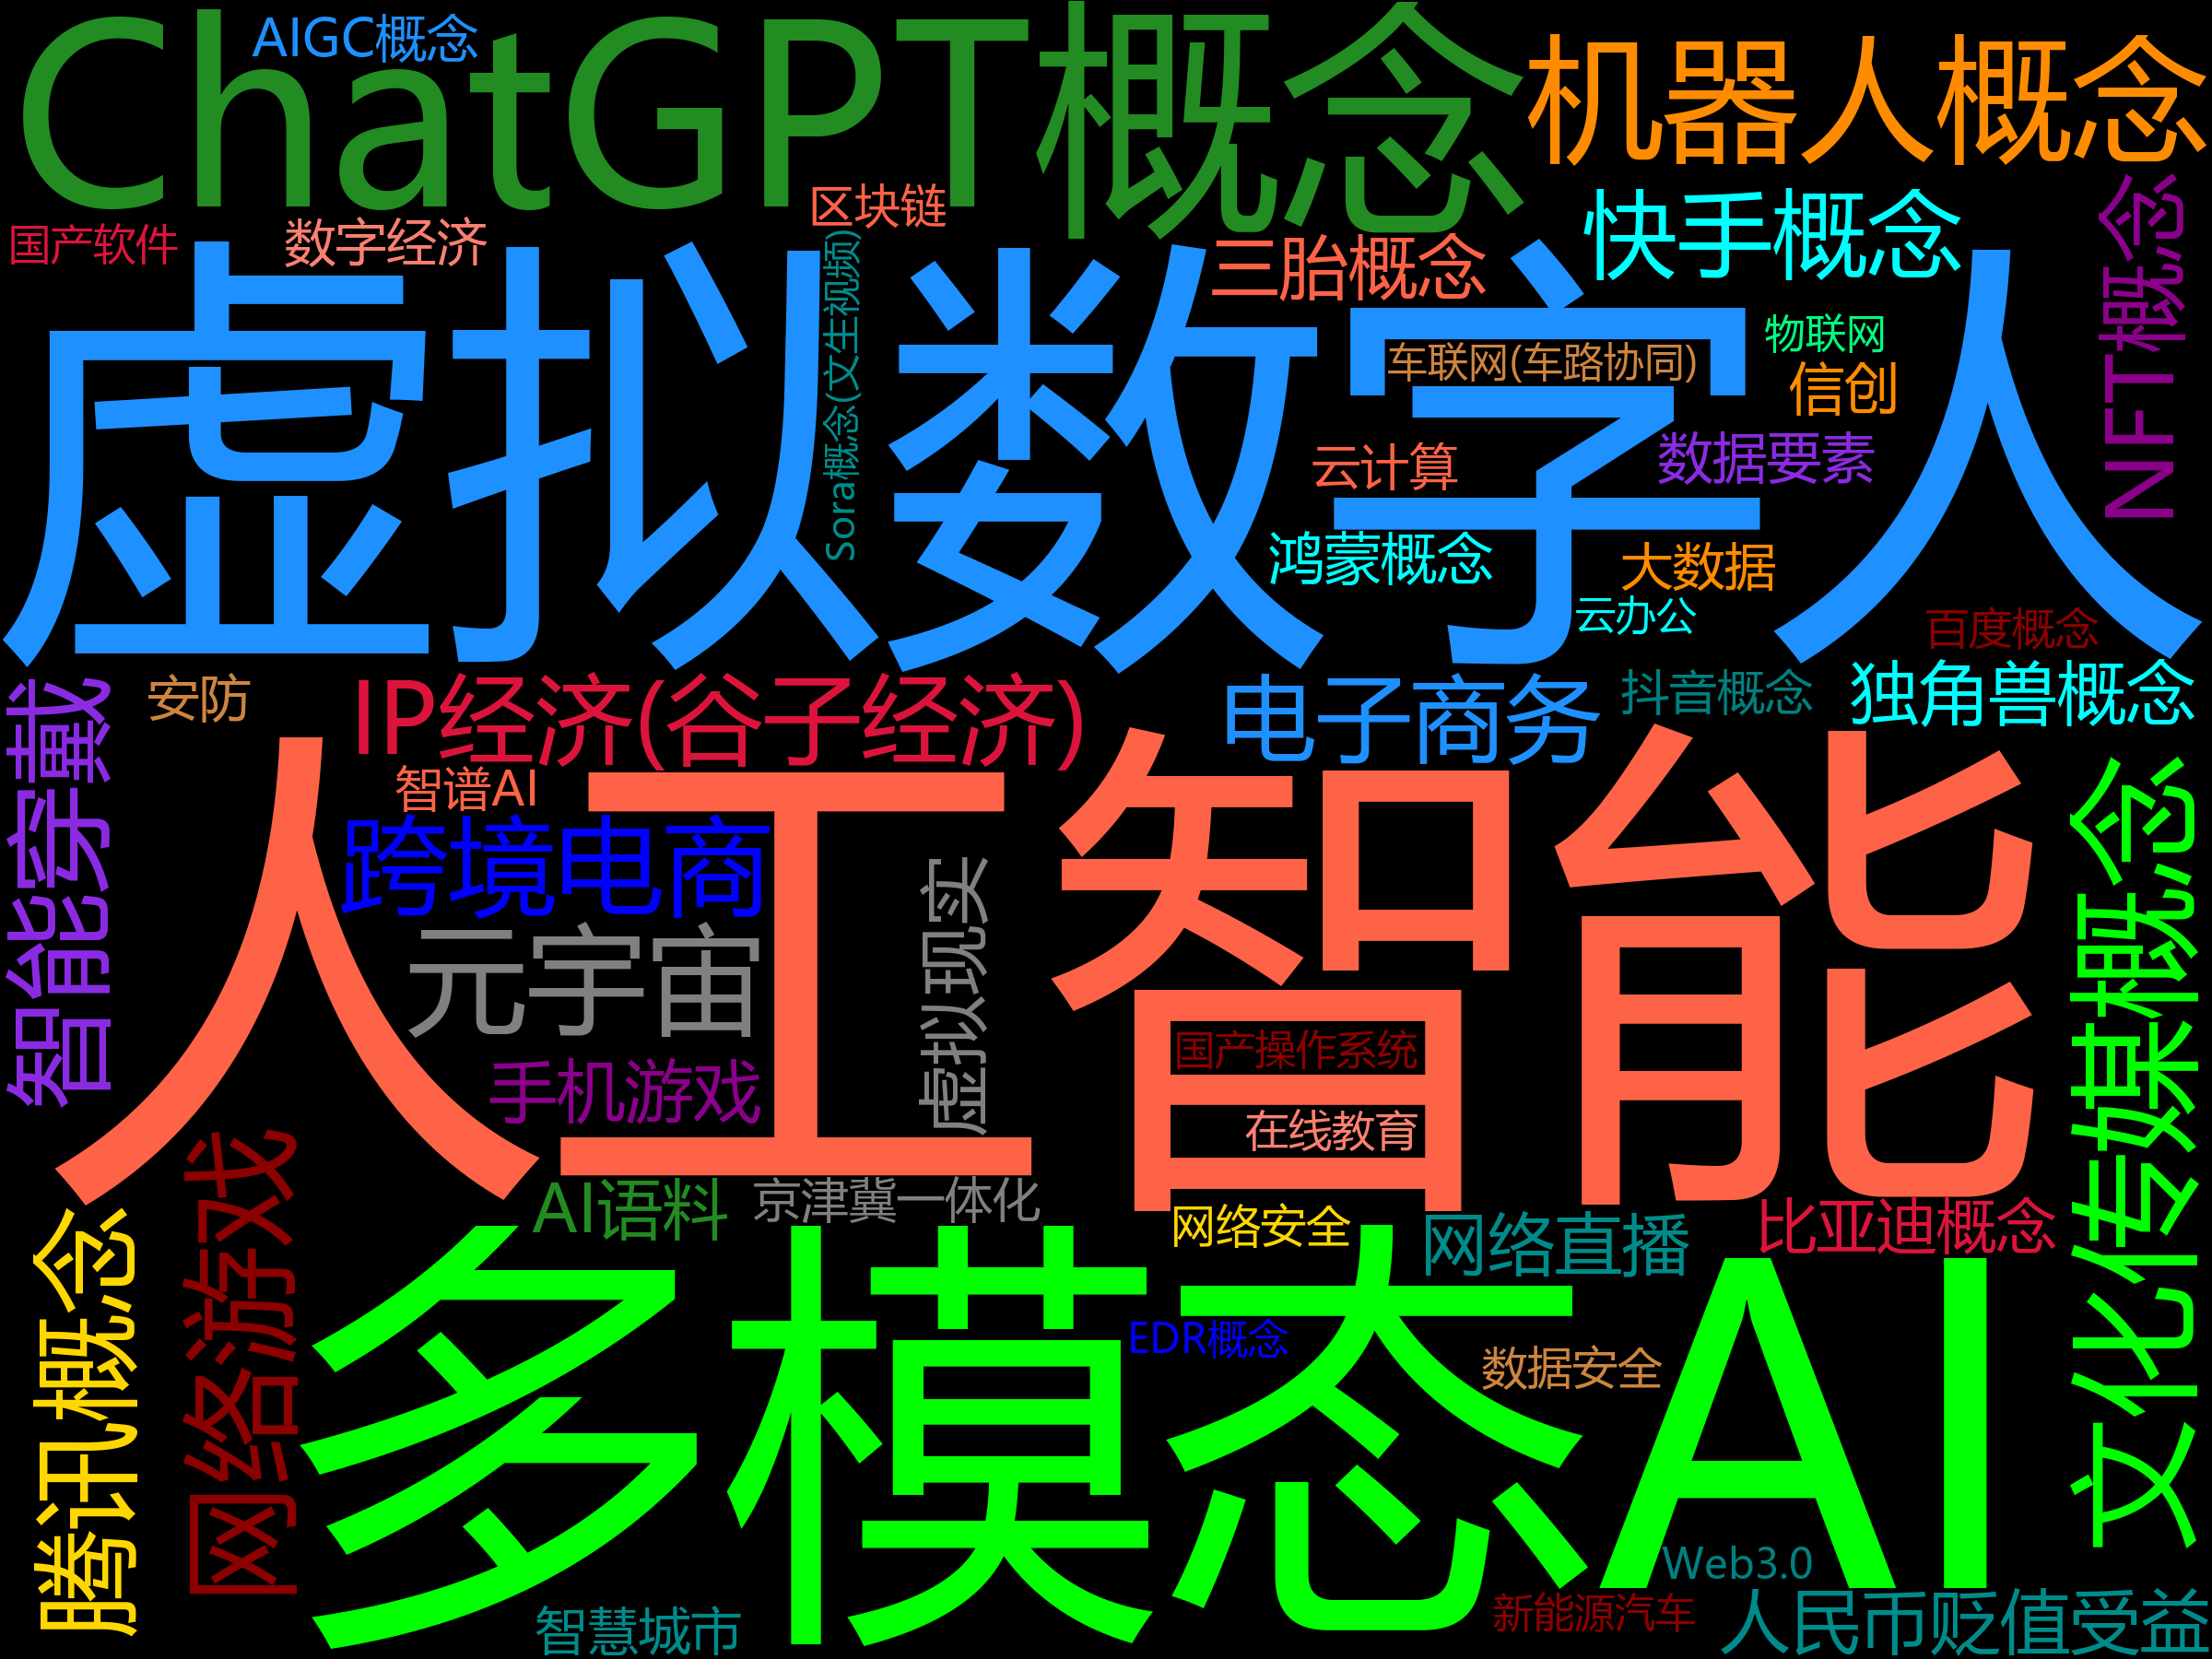 ChatGPT概念
AIGC概念
机器人概念
国产软件
数字经济
区块链
三胎概念
快手概念
NFT概念
虚拟数字人
Sora概念(文生视频)
车联网(车路协同)
物联网
信创
云计算
数据要素
鸿蒙概念
大数据
云办公
百度概念
智能穿戴
安防
IP经济(谷子经济)
电子商务
抖音概念
独角兽概念
人工智能
智谱AI
跨境电商
元宇宙
虚拟现实
手机游戏
国产操作系统
在线教育
文化传媒概念
网络游戏
腾讯概念
AI语料
京津冀一体化
网络安全
网络直播
比亚迪概念
多模态AI
EDR概念
数据安全
Web3.0
智慧城市
新能源汽车
人民币贬值受益